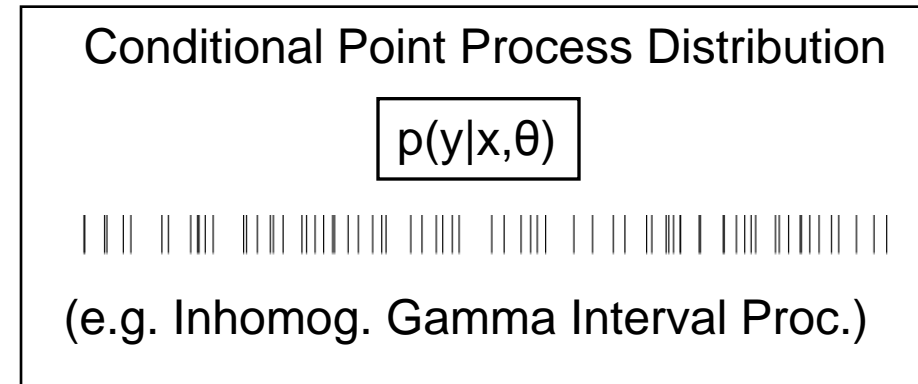 Conditional Point Process Distribution
p(y|x,θ)
(e.g. Inhomog. Gamma Interval Proc.)